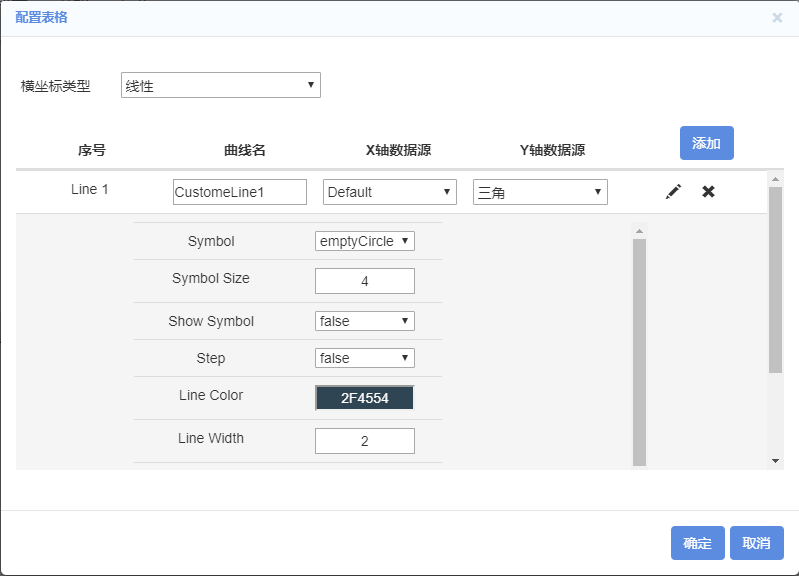 配置表格 ×
横坐标类型 线性
序号 曲线名 X轴数据源 Y轴数据源 添加
Line 1 CustomeLine1 Default 三角
Symbol emptyCircle
Symbol Size 4
Show Symbol false
Step false
Line Color 2F4554
Line Width 2
确定 取消